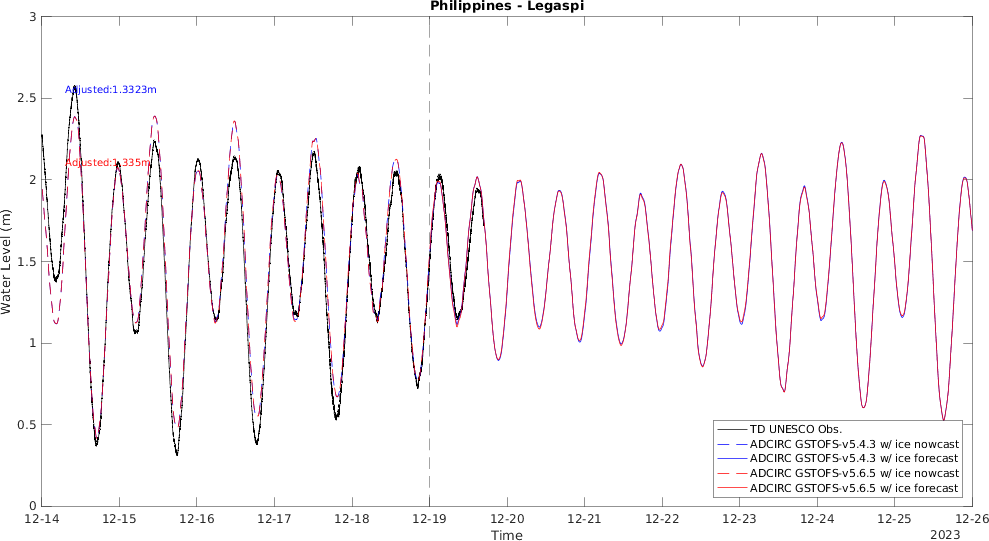 Philippines - Legaspi
3
2.5
2
1.5
1
0.5
0
Water Level (m)
Adjusted:1.3323m
Adjusted:1.335m
TD UNESCO Obs.
ADCIRC GSTOFS-v5.4.3 w/ ice nowcast
ADCIRC GSTOFS-v5.4.3 w/ ice forecast
ADCIRC GSTOFS-v5.6.5 w/ ice nowcast
ADCIRC GSTOFS-v5.6.5 w/ ice forecast
12-14 12-15 12-16 12-17 12-18 12-19 12-20 12-21 12-22 12-23 12-24 12-25 12-26
Time
2023